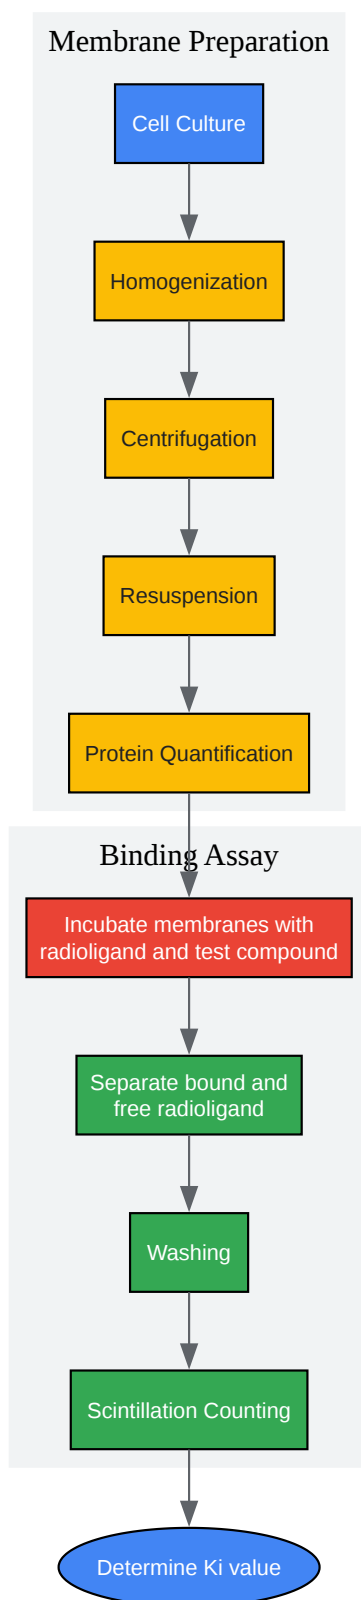 Membrane Preparation
Cell Culture
Homogenization
Centrifugation
Resuspension
Protein Quantification
Binding Assay
Incubate membranes with
radioligand and test compound
Separate bound and
free radioligand
Washing
Scintillation Counting
Determine Ki value